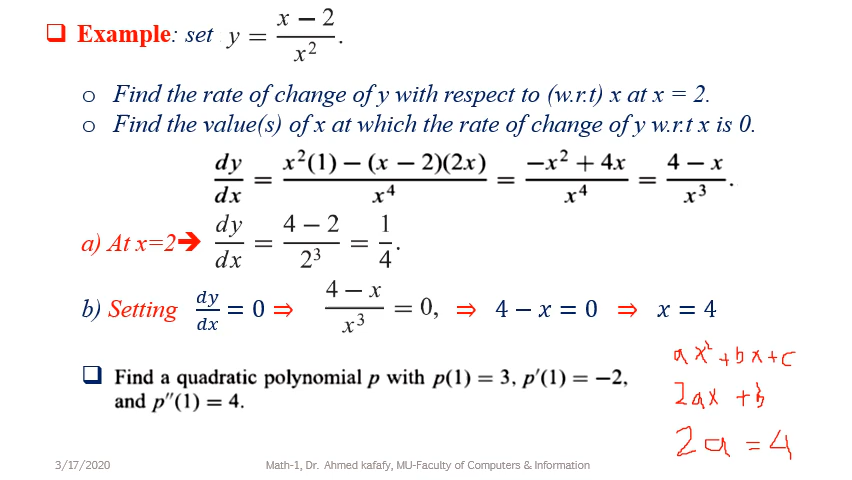 ❑ Example: set y = (x − 2)/x².
○ Find the rate of change of y with respect to (w.r.t) x at x = 2.
○ Find the value(s) of x at which the rate of change of y w.r.t x is 0.
dy/dx = (x²(1) − (x − 2)(2x))/x⁴ = (−x² + 4x)/x⁴ = (4 − x)/x³.
a) At x=2➔ dy/dx = (4 − 2)/2³ = 1/4.
b) Setting dy/dx = 0 ⇒ (4 − x)/x³ = 0, ⇒ 4 − x = 0 ⇒ x = 4
❑ Find a quadratic polynomial p with p(1) = 3, p′(1) = −2,
and p″(1) = 4.
ax²+bx+c
2ax +b
2a = 4
3/17/2020
Math-1, Dr. Ahmed kafafy, MU-Faculty of Computers & Information